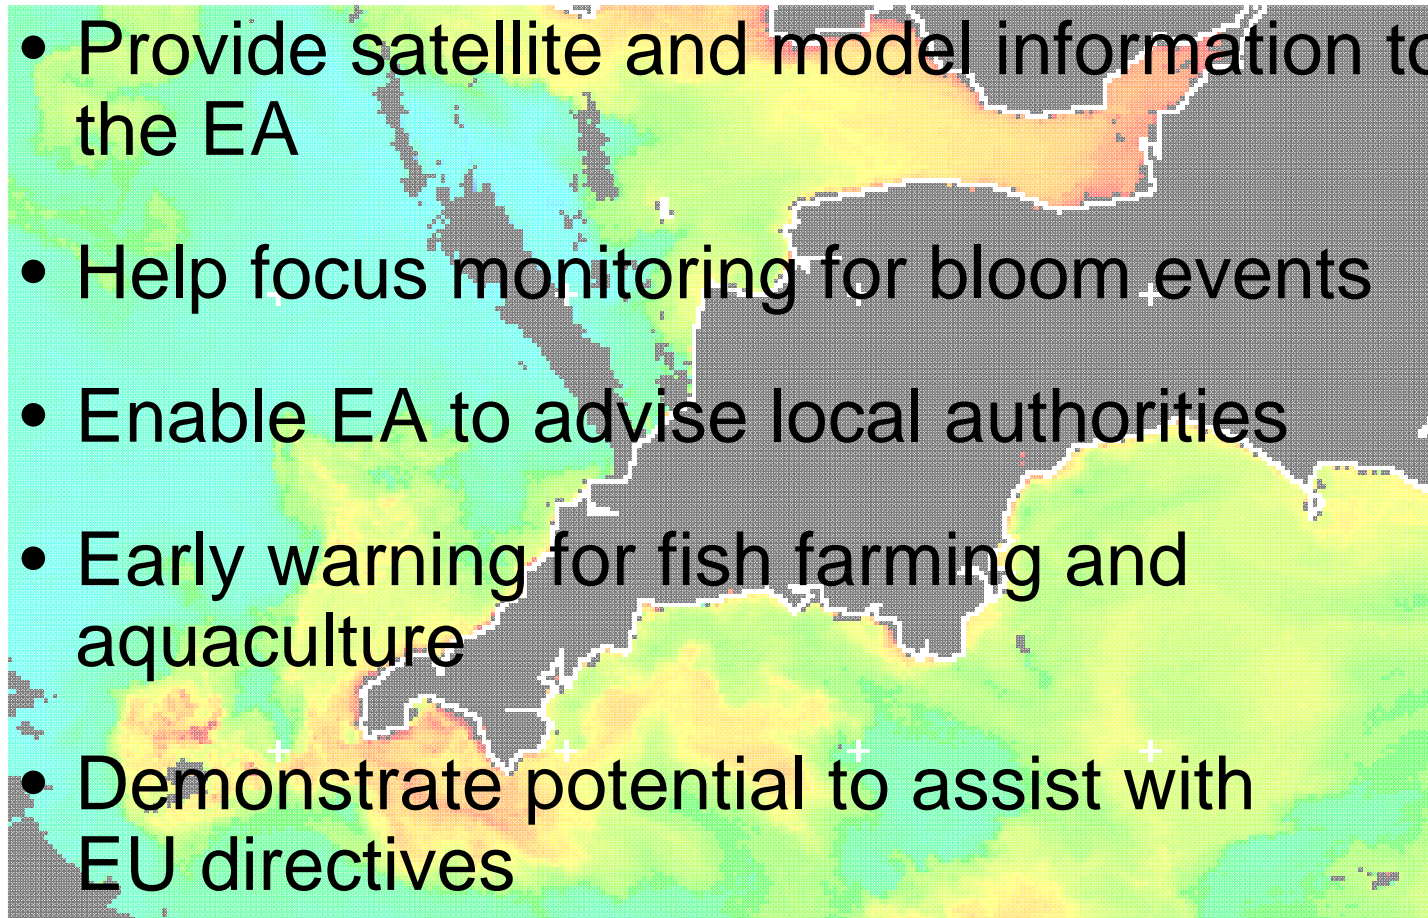 • Provide satellite and model information to
the EA
• Help focus monitoring for bloom events
• Enable EA to advise local authorities
• Early warning for fish farming and
aquaculture
• Demonstrate potential to assist with
EU directives